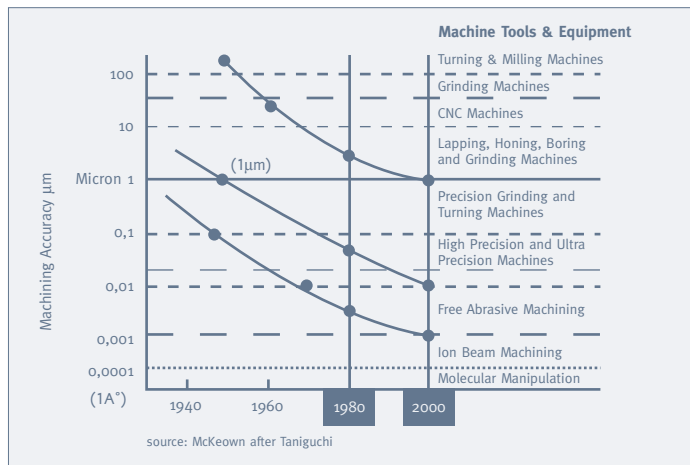 Machine Tools & Equipment
Turning & Milling Machines
100
Grinding Machines
CNC Machines
10
Lapping, Honing, Boring
and Grinding Machines
(1µm)
Micron 1
Precision Grinding and
Turning Machines
Machining Accuracy µm
0,1
High Precision and Ultra
Precision Machines
0,01
Free Abrasive Machining
0,001
Ion Beam Machining
0,0001
Molecular Manipulation
(1A°)
1940 1960 1980 2000
source: McKeown after Taniguchi